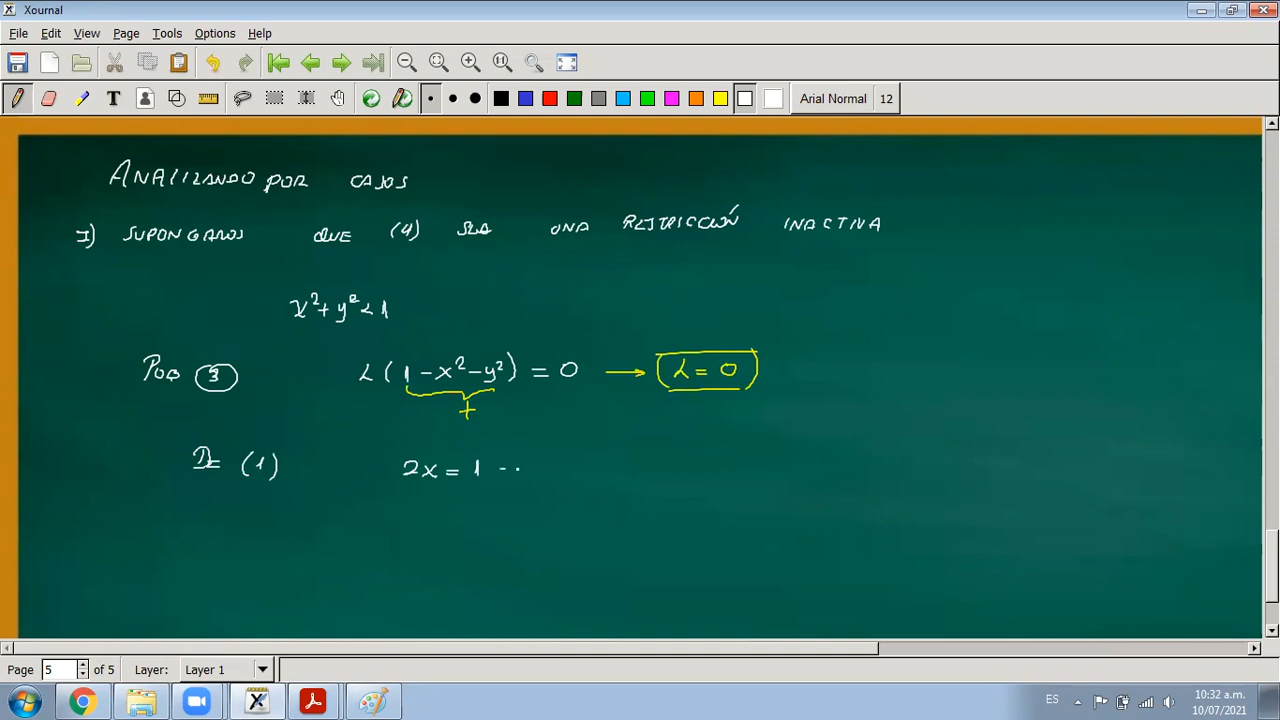 Xournal
File Edit View Page Tools Options Help
Arial Normal 12
ANALIZANDO POR CASOS
I) SUPONGAMOS QUE (4) SEA UNA RESTRICCIÓN INACTIVA
x²+y²<1
POR ③ λ(1-x²-y²) = 0 → λ = 0
+
DE (1) 2x = 1 --
Page 5 of 5 Layer: Layer 1
ES 10:32 a.m.
10/07/2021